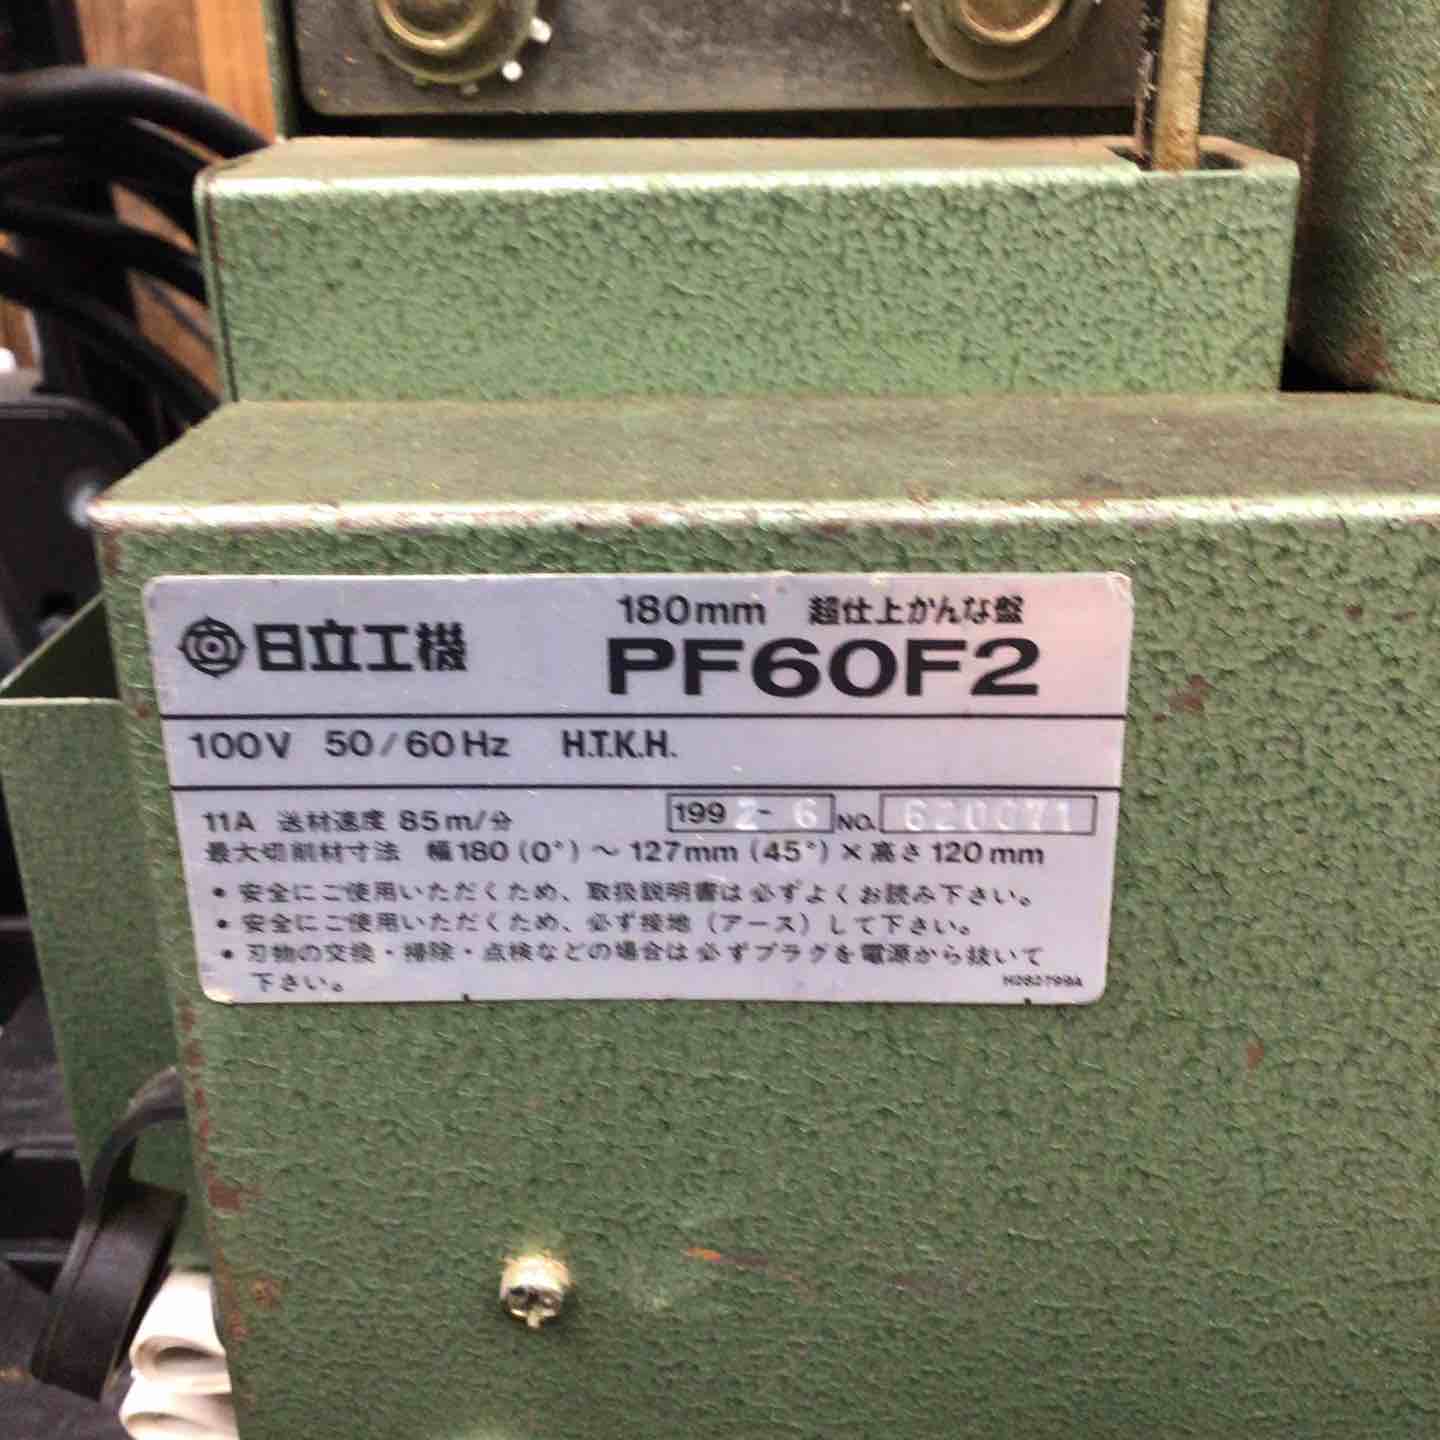 日立工機
180mm 超仕上かんな盤
PF60F2
100V 50/60Hz H.T.K.H.
11A 送材速度 85m/分 1992-6 NO. 620071
最大切削材寸法 幅180(0°)～127mm(45°)×高さ120mm
• 安全にご使用いただくため、取扱説明書は必ずよくお読み下さい。
• 安全にご使用いただくため、必ず接地(アース)して下さい。
• 刃物の交換・掃除・点検などの場合は必ずプラグを電源から抜いて
下さい。
H282799A